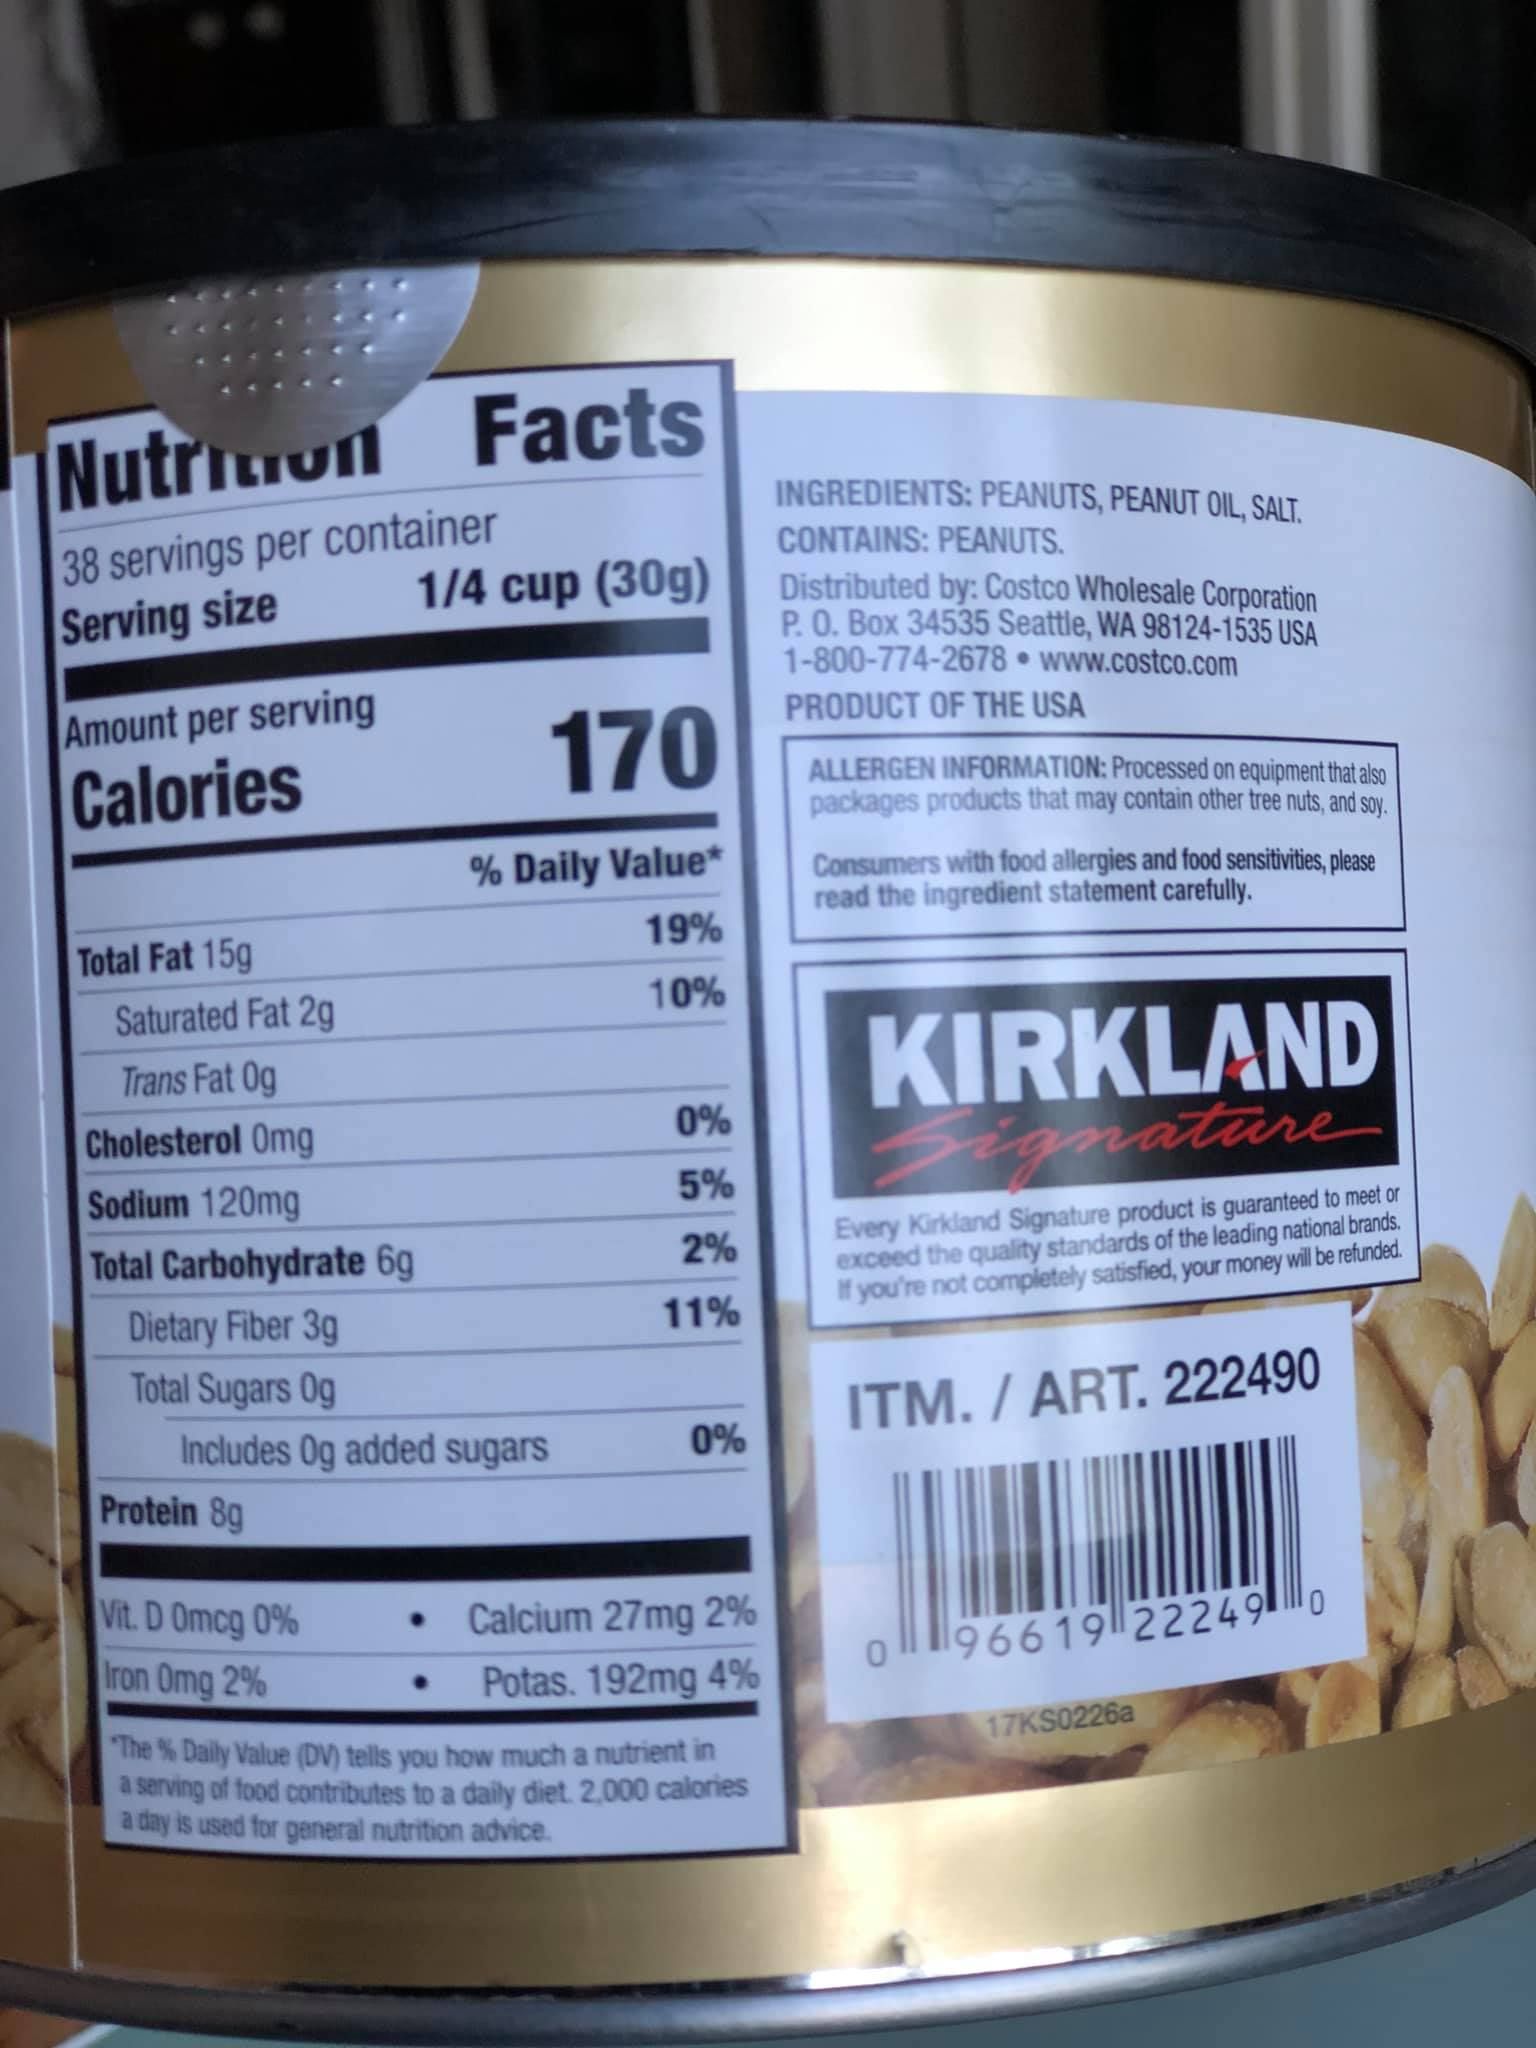 Nutrition Facts
38 servings per container
Serving size 1/4 cup (30g)
Amount per serving
Calories 170
% Daily Value*
Total Fat 15g 19%
Saturated Fat 2g 10%
Trans Fat 0g
Cholesterol 0mg 0%
Sodium 120mg 5%
Total Carbohydrate 6g 2%
Dietary Fiber 3g 11%
Total Sugars 0g
Includes 0g added sugars 0%
Protein 8g
Vit. D 0mcg 0% • Calcium 27mg 2%
Iron 0mg 2% • Potas. 192mg 4%
*The % Daily Value (DV) tells you how much a nutrient in
a serving of food contributes to a daily diet. 2,000 calories
a day is used for general nutrition advice.
INGREDIENTS: PEANUTS, PEANUT OIL, SALT.
CONTAINS: PEANUTS.
Distributed by: Costco Wholesale Corporation
P. O. Box 34535 Seattle, WA 98124-1535 USA
1-800-774-2678 • www.costco.com
PRODUCT OF THE USA
ALLERGEN INFORMATION: Processed on equipment that also
packages products that may contain other tree nuts, and soy.
Consumers with food allergies and food sensitivities, please
read the ingredient statement carefully.
KIRKLAND
Signature
Every Kirkland Signature product is guaranteed to meet or
exceed the quality standards of the leading national brands.
If you're not completely satisfied, your money will be refunded.
ITM. / ART. 222490
0 96619 22249 0
17KS0226a